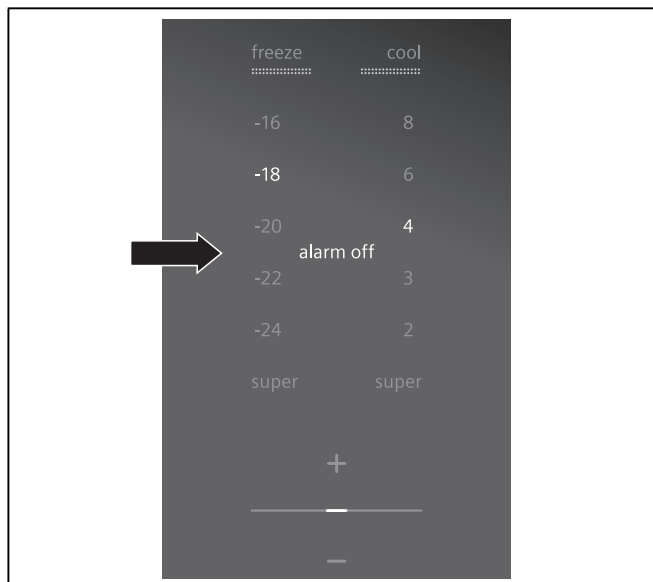 freeze cool
-16 8
-18 6
-20 4
alarm off
-22 3
-24 2
super super
+
−